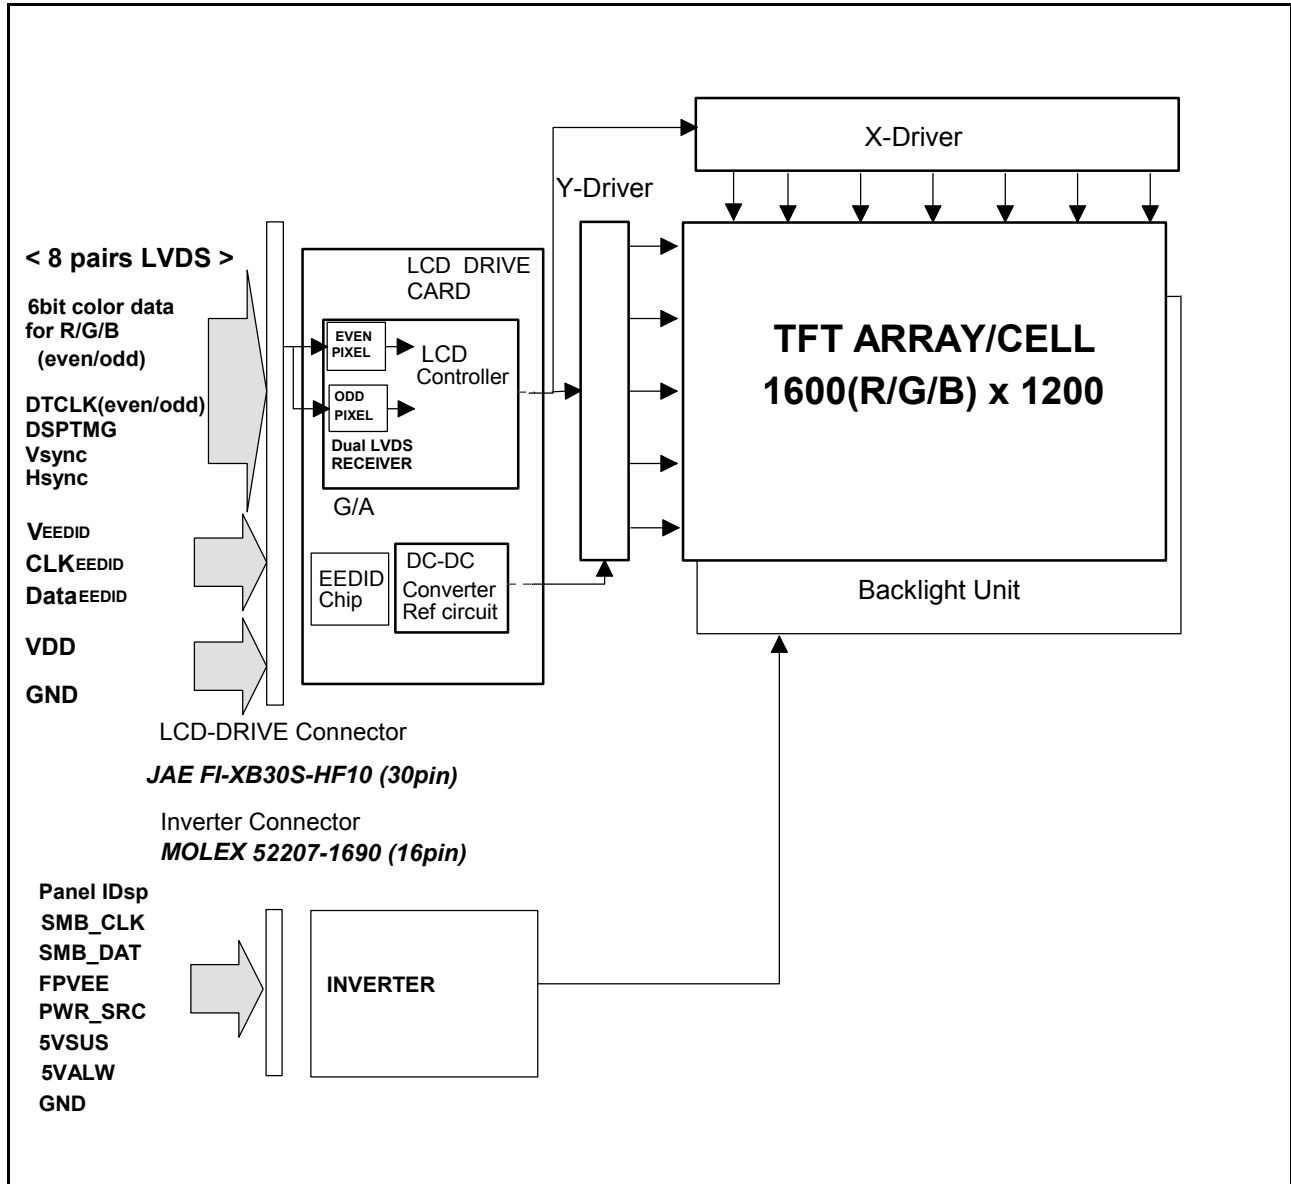 X-Driver
Y-Driver
< 8 pairs LVDS >
6bit color data
for R/G/B
(even/odd)
DTCLK(even/odd)
DSPTMG
Vsync
Hsync
VEEDID
CLKEEDID
DataEEDID
VDD
GND
LCD DRIVE
CARD
EVEN
PIXEL
LCD
Controller
ODD
PIXEL
Dual LVDS
RECEIVER
G/A
EEDID
Chip
DC-DC
Converter
Ref circuit
TFT ARRAY/CELL
1600(R/G/B) x 1200
Backlight Unit
LCD-DRIVE Connector
JAE FI-XB30S-HF10 (30pin)
Inverter Connector
MOLEX 52207-1690 (16pin)
Panel IDsp
SMB_CLK
SMB_DAT
FPVEE
PWR_SRC
5VSUS
5VALW
GND
INVERTER